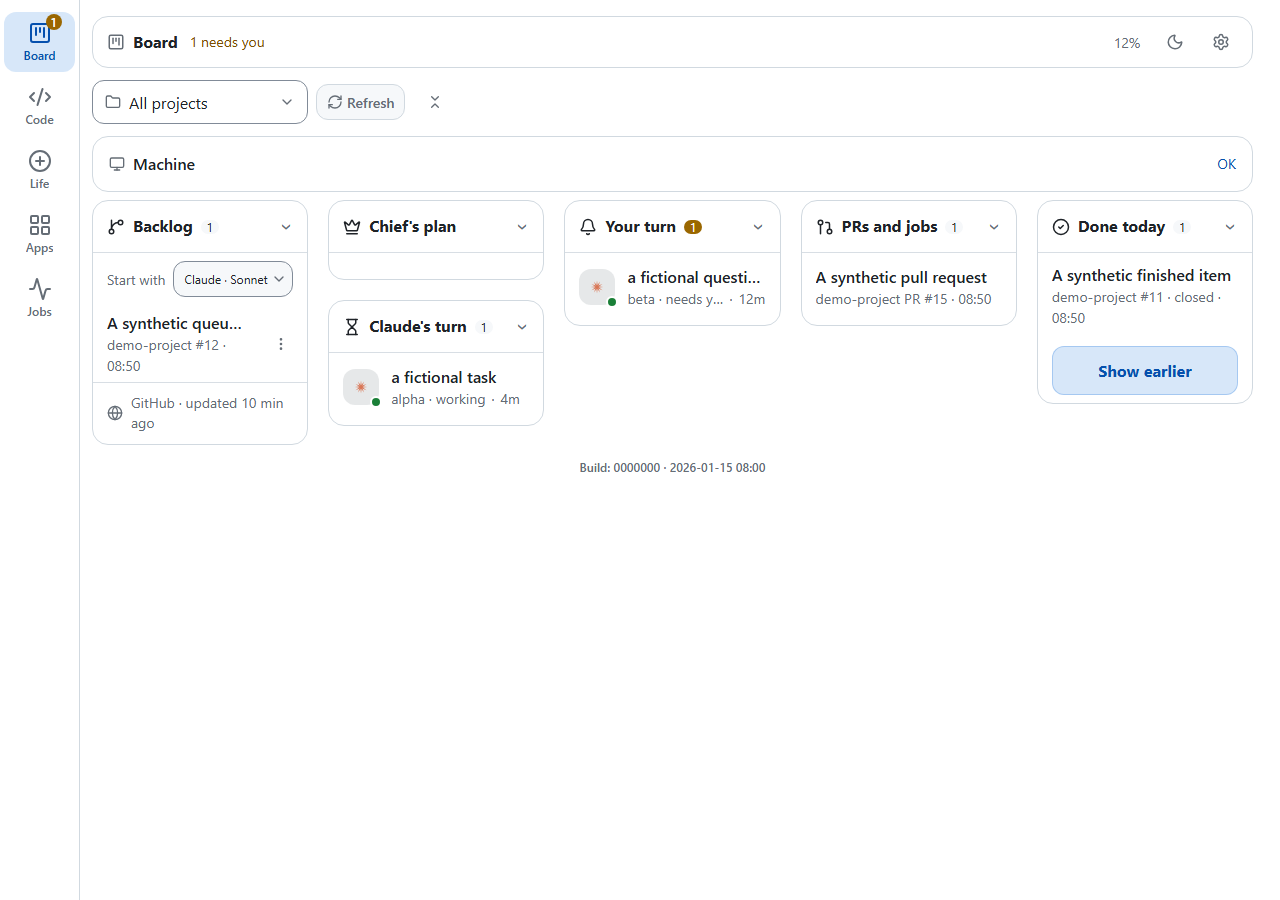 1
Board
Code
Life
Apps
Jobs
Board 1 needs you 12%
All projects Refresh
Machine OK
Backlog 1
Start with Claude · Sonnet
A synthetic queu…
demo-project #12 ·
08:50
GitHub · updated 10 min
ago
Chief's plan
Claude's turn 1
a fictional task
alpha · working · 4m
Your turn 1
a fictional questi…
beta · needs y… · 12m
PRs and jobs 1
A synthetic pull request
demo-project PR #15 · 08:50
Done today 1
A synthetic finished item
demo-project #11 · closed ·
08:50
Show earlier
Build: 0000000 · 2026-01-15 08:00